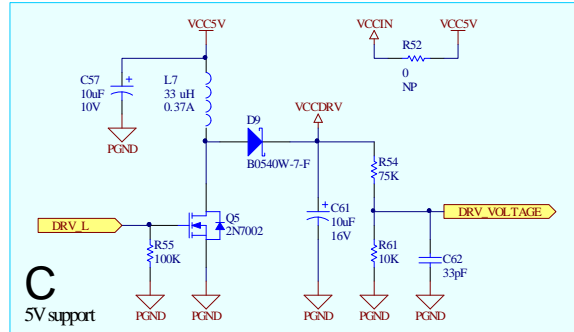 VCC5V
VCCIN
VCC5V
R52
0
NP
C57
10uF
10V
L7
33 uH
0.37A
PGND
D9
B0540W-7-F
VCCDRV
R54
75K
DRV_L
Q5
2N7002
R55
100K
C61
10uF
16V
DRV_VOLTAGE
R61
10K
C62
33pF
C
5V support
PGND
PGND
PGND
PGND
PGND